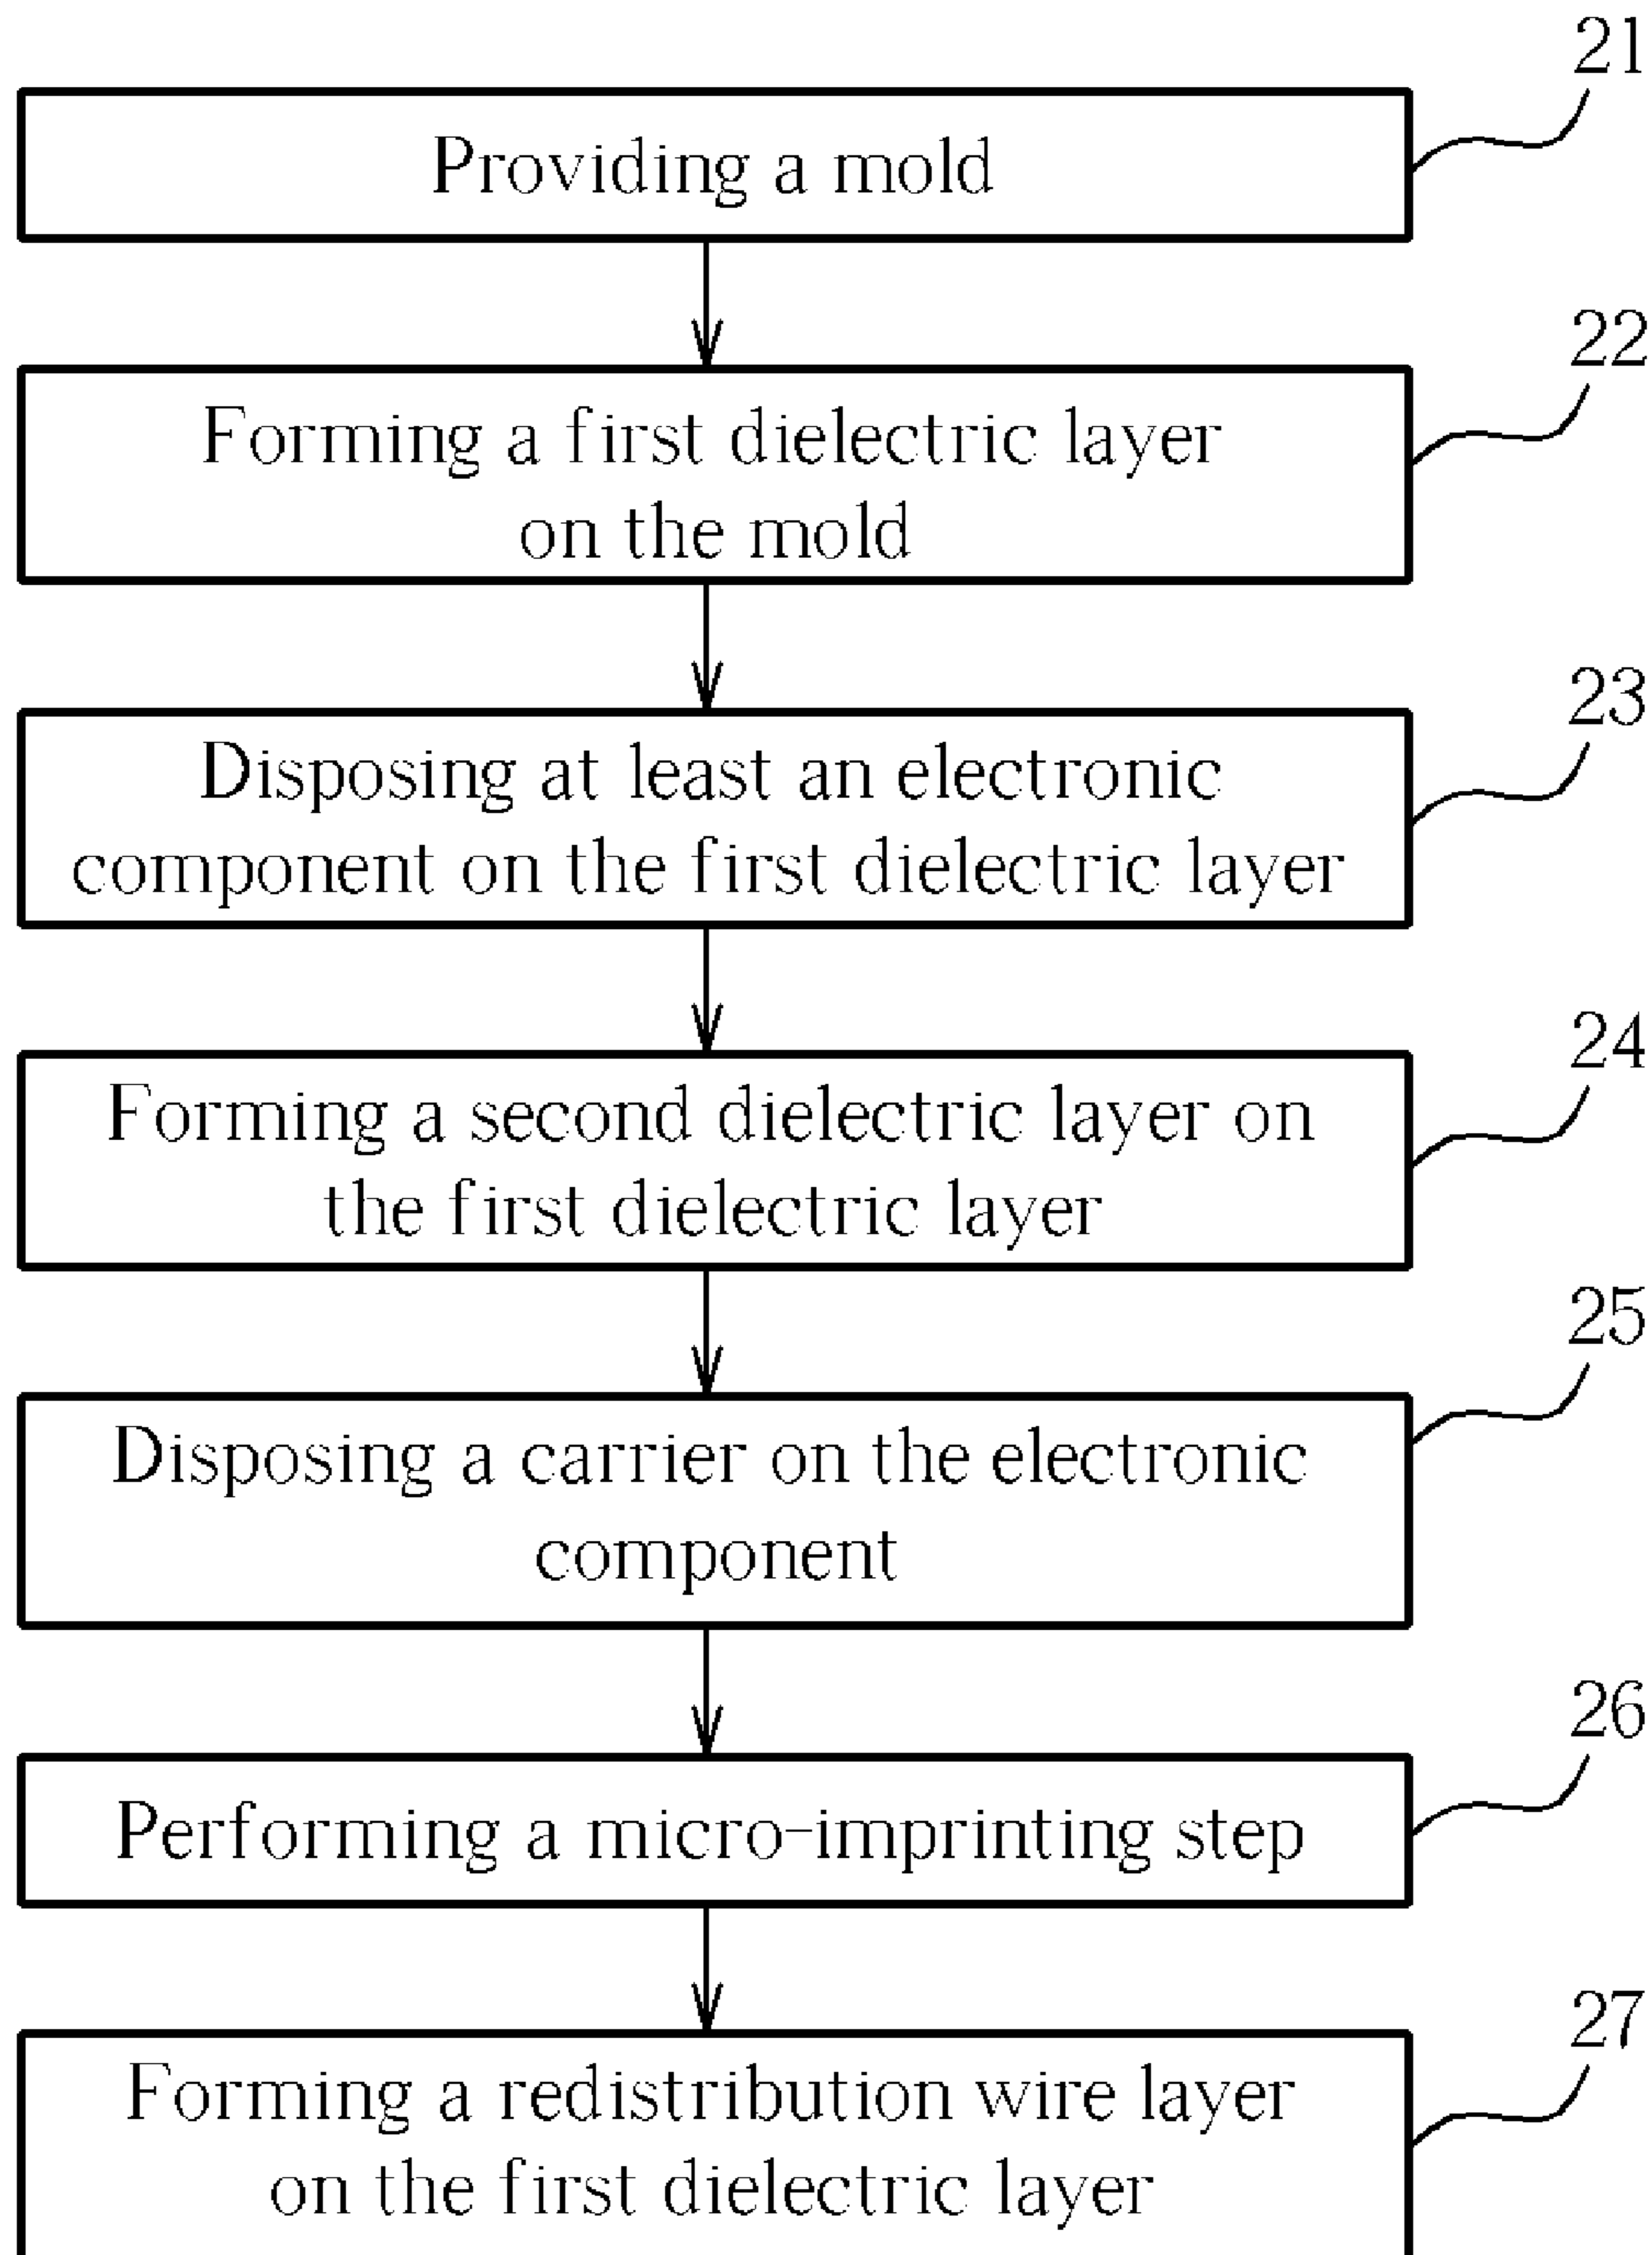 21
Providing a mold
22
Forming a first dielectric layer
on the mold
23
Disposing at least an electronic
component on the first dielectric layer
24
Forming a second dielectric layer on
the first dielectric layer
25
Disposing a carrier on the electronic
component
26
Performing a micro-imprinting step
27
Forming a redistribution wire layer
on the first dielectric layer